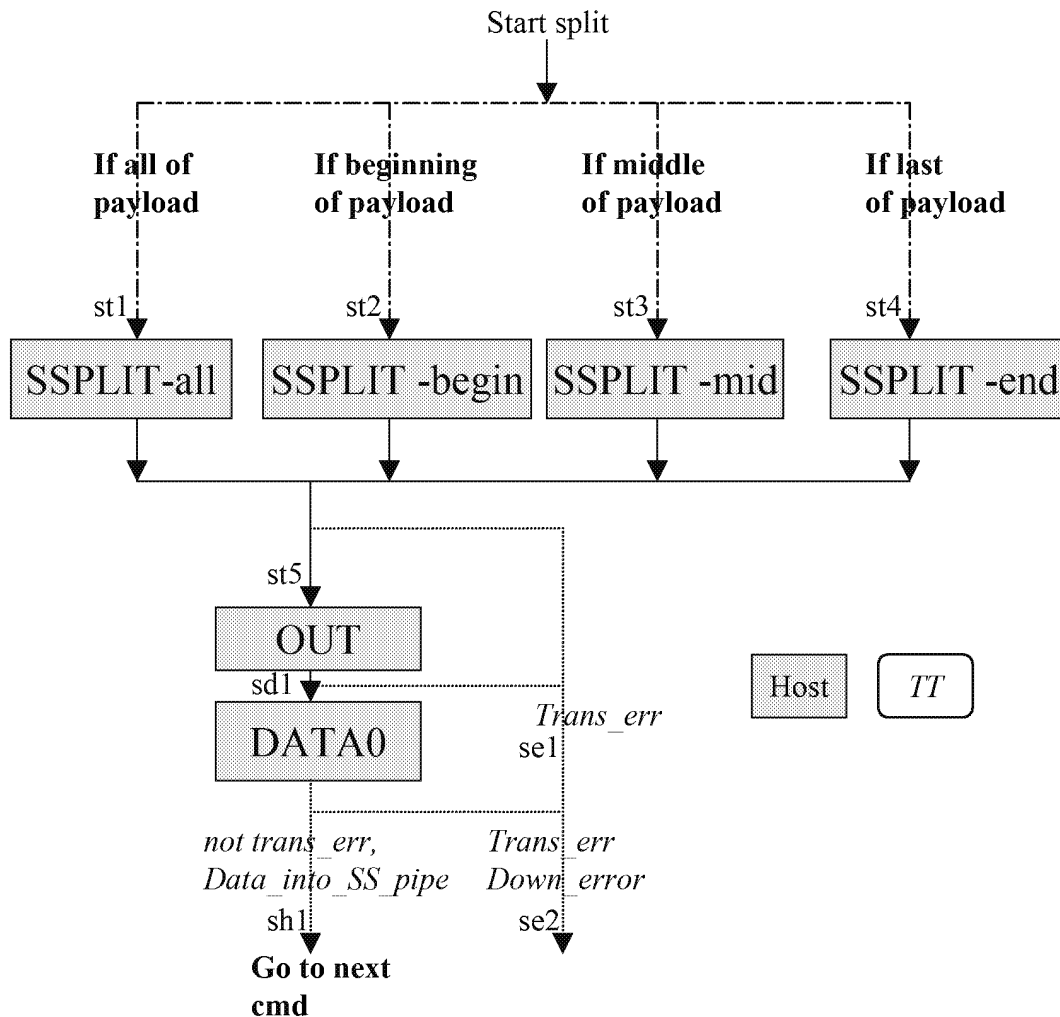 Start split
If all of
payload
If beginning
of payload
If middle
of payload
If last
of payload
st1
st2
st3
st4
SSPLIT-all
SSPLIT -begin
SSPLIT -mid
SSPLIT -end
st5
OUT
sd1
DATA0
Host
TT
Trans_err
se1
not trans_err,
Data_into_SS_pipe
sh1
Trans_err
Down_error
se2
Go to next
cmd